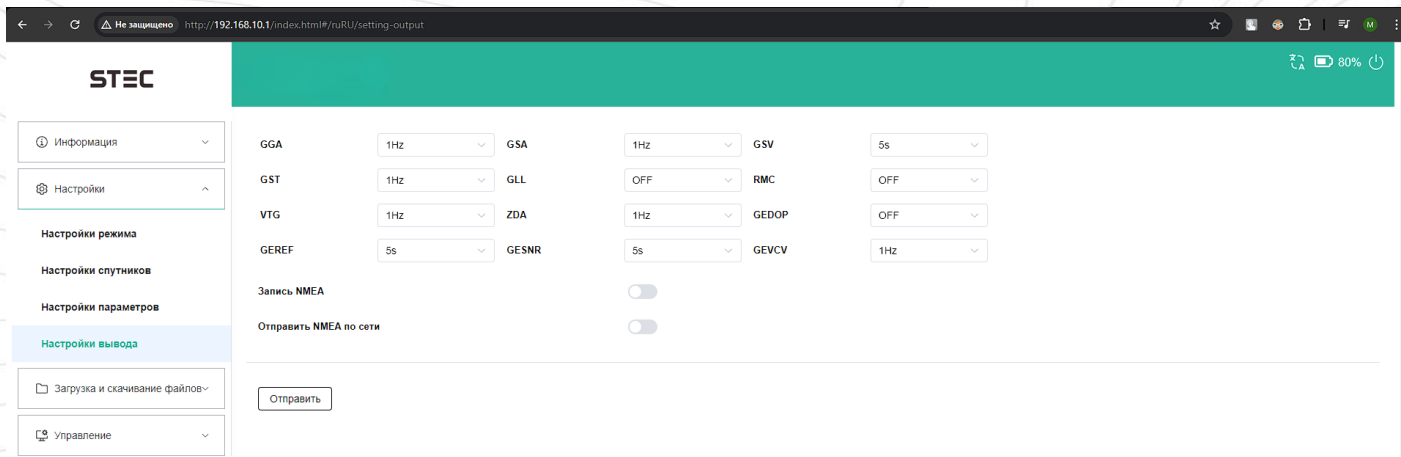 Не защищено http://192.168.10.1/index.html#/ruRU/setting-output
M
STEC
80%
Информация
Настройки
Настройки режима
Настройки спутников
Настройки параметров
Настройки вывода
Загрузка и скачивание файлов
Управление
GGA 1Hz GSA 1Hz GSV 5s
GST 1Hz GLL OFF RMC OFF
VTG 1Hz ZDA 1Hz GEDOP OFF
GEREF 5s GESNR 5s GEVCV 1Hz
Запись NMEA
Отправить NMEA по сети
Отправить